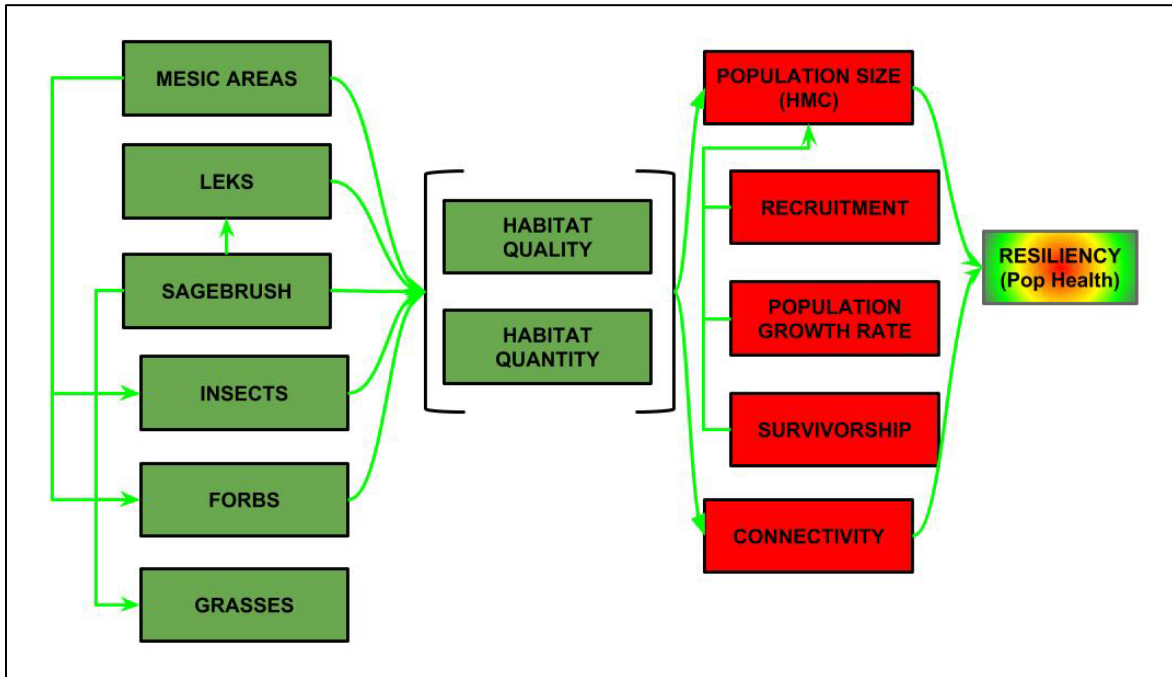 MESIC AREAS
LEKS
SAGEBRUSH
INSECTS
FORBS
GRASSES
HABITAT
QUALITY
HABITAT
QUANTITY
POPULATION SIZE
(HMC)
RECRUITMENT
POPULATION
GROWTH RATE
SURVIVORSHIP
CONNECTIVITY
RESILIENCY
(Pop Health)